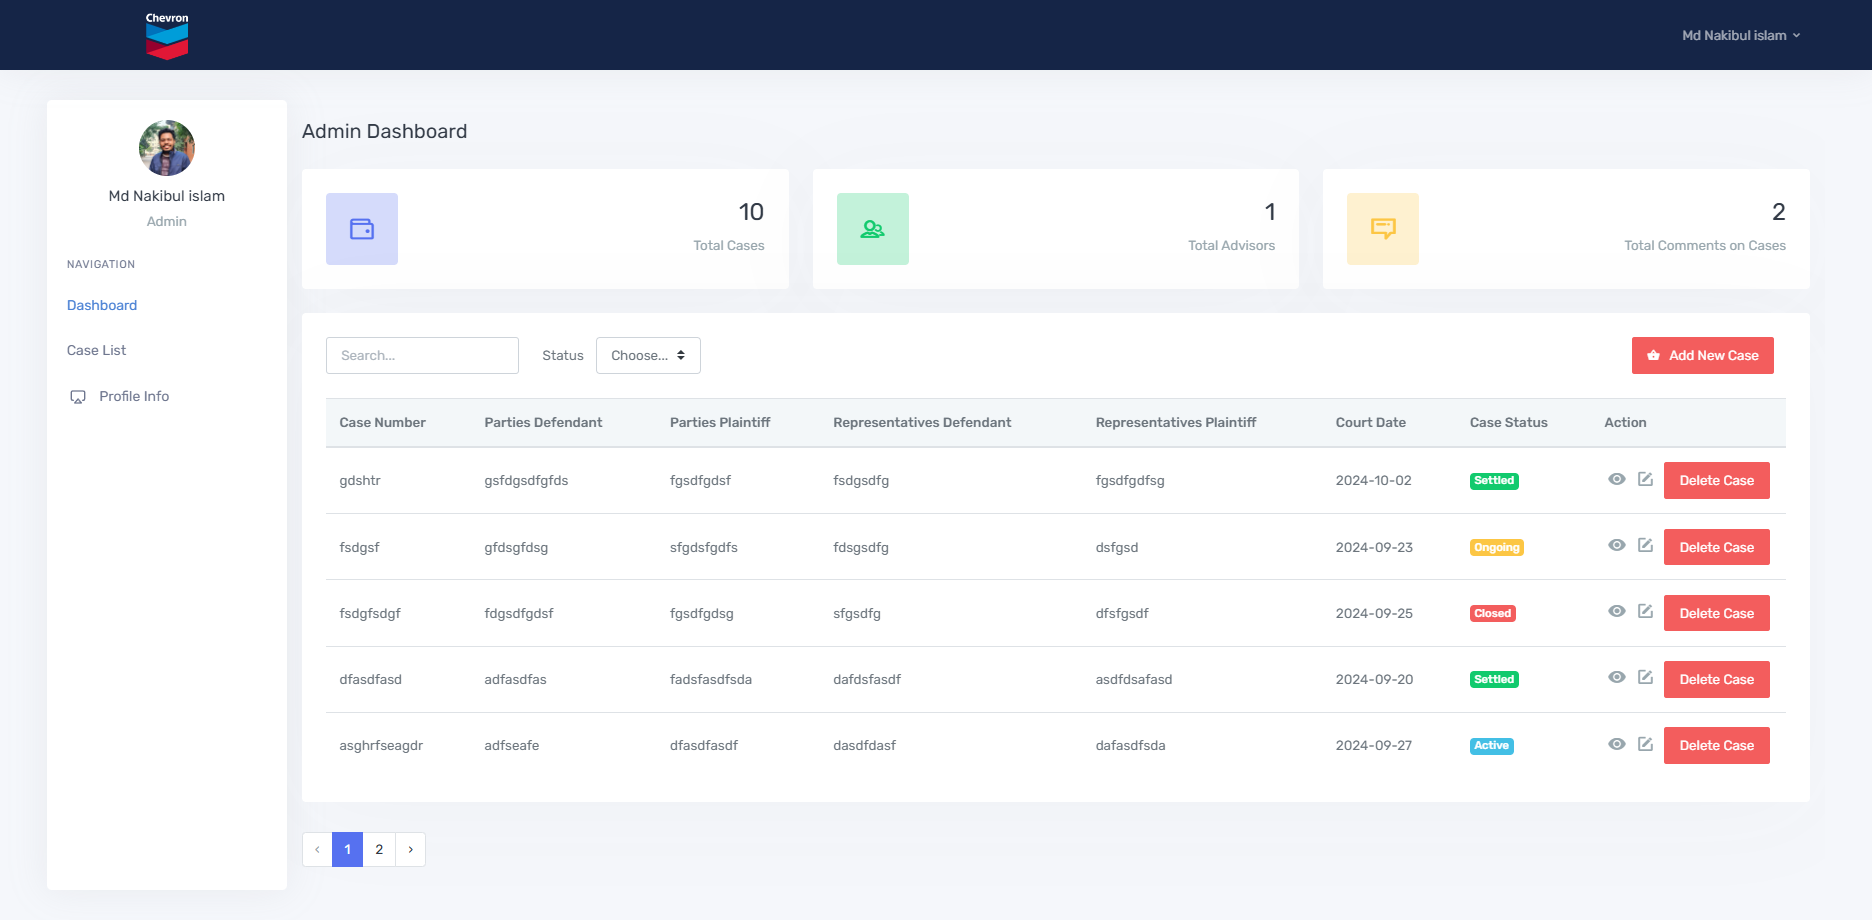 Chevron
Md Nakibul islam
Md Nakibul islam
Admin
NAVIGATION
Dashboard
Case List
Profile Info
Admin Dashboard
10
Total Cases
1
Total Advisors
2
Total Comments on Cases
Search...
Status
Choose...
Add New Case
Case Number Parties Defendant Parties Plaintiff Representatives Defendant Representatives Plaintiff Court Date Case Status Action
gdshtr gsfdgsdfgfds fgsdfgdsf fsdgsdfg fgsdfgdfsg 2024-10-02 Settled Delete Case
fsdgsf gfdsgfdsg sfgdsfgdfs fdsgsdfg dsfgsd 2024-09-23 Ongoing Delete Case
fsdgfsdgf fdgsdfgdsf fgsdfgdsg sfgsdfg dfsfgsdf 2024-09-25 Closed Delete Case
dfasdfasd adfasdfas fadsfasdfsda dafdsfasdf asdfdsafasd 2024-09-20 Settled Delete Case
asghrfseagdr adfseafe dfasdfasdf dasdfdasf dafasdfsda 2024-09-27 Active Delete Case
‹ 1 2 ›